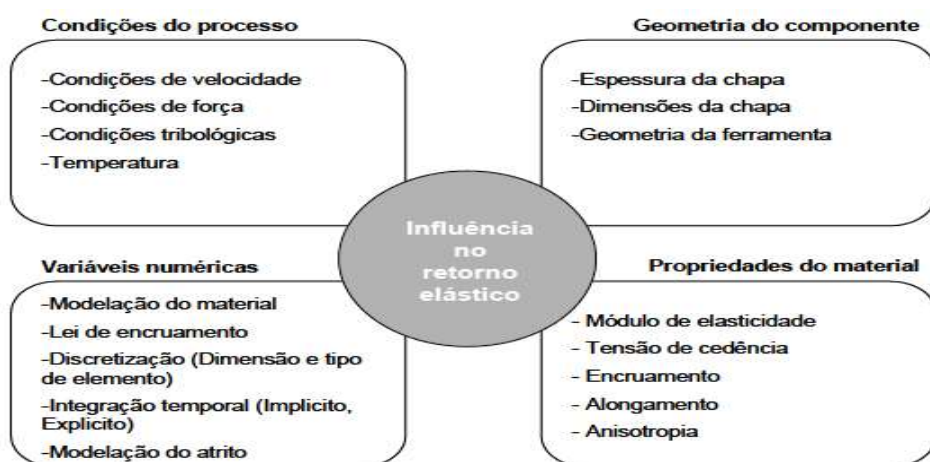 Condições do processo
-Condições de velocidade
-Condições de força
-Condições tribológicas
-Temperatura
Geometria do componente
-Espessura da chapa
-Dimensões da chapa
-Geometria da ferramenta
Influência
no
retorno
elástico
Variáveis numéricas
-Modelação do material
-Lei de encruamento
-Discretização (Dimensão e tipo
de elemento)
-Integração temporal (Implicito,
Explicito)
-Modelação do atrito
Propriedades do material
- Módulo de elasticidade
- Tensão de cedência
- Encruamento
- Alongamento
- Anisotropia